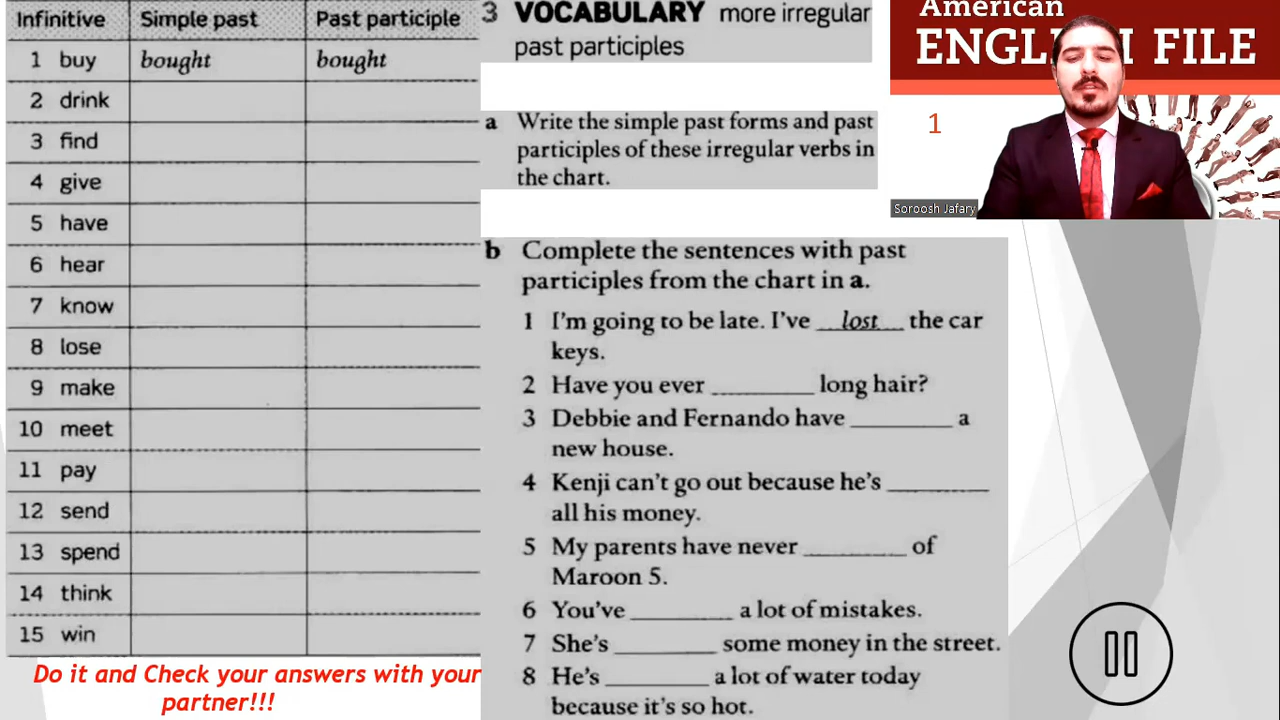 Infinitive Simple past Past participle
1 buy bought bought
2 drink
3 find
4 give
5 have
6 hear
7 know
8 lose
9 make
10 meet
11 pay
12 send
13 spend
14 think
15 win
Do it and Check your answers with your
partner!!!
3 VOCABULARY more irregular
past participles
a Write the simple past forms and past
participles of these irregular verbs in
the chart.
b Complete the sentences with past
participles from the chart in a.
1 I'm going to be late. I've lost the car
keys.
2 Have you ever ________ long hair?
3 Debbie and Fernando have ________ a
new house.
4 Kenji can't go out because he's ________
all his money.
5 My parents have never ________ of
Maroon 5.
6 You've ________ a lot of mistakes.
7 She's ________ some money in the street.
8 He's ________ a lot of water today
because it's so hot.
American
ENGLISH FILE
1
Soroosh Jafary